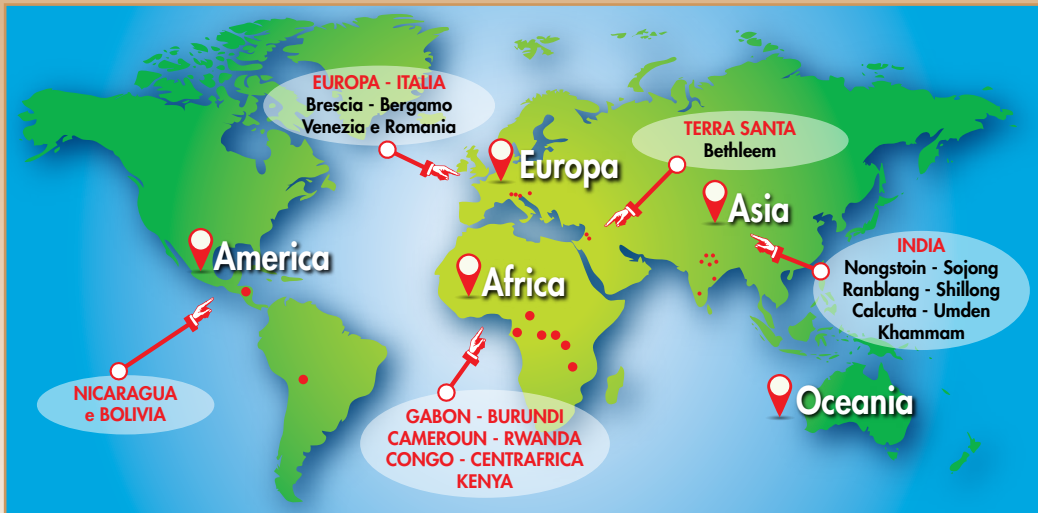 EUROPA - ITALIA
Brescia - Bergamo
Venezia e Romania
TERRA SANTA
Bethleem
Europa
Asia
America
Africa
INDIA
Nongstoin - Sojong
Ranblang - Shillong
Calcutta - Umden
Khammam
NICARAGUA
e BOLIVIA
GABON - BURUNDI
CAMEROUN - RWANDA
CONGO - CENTRAFRICA
KENYA
Oceania